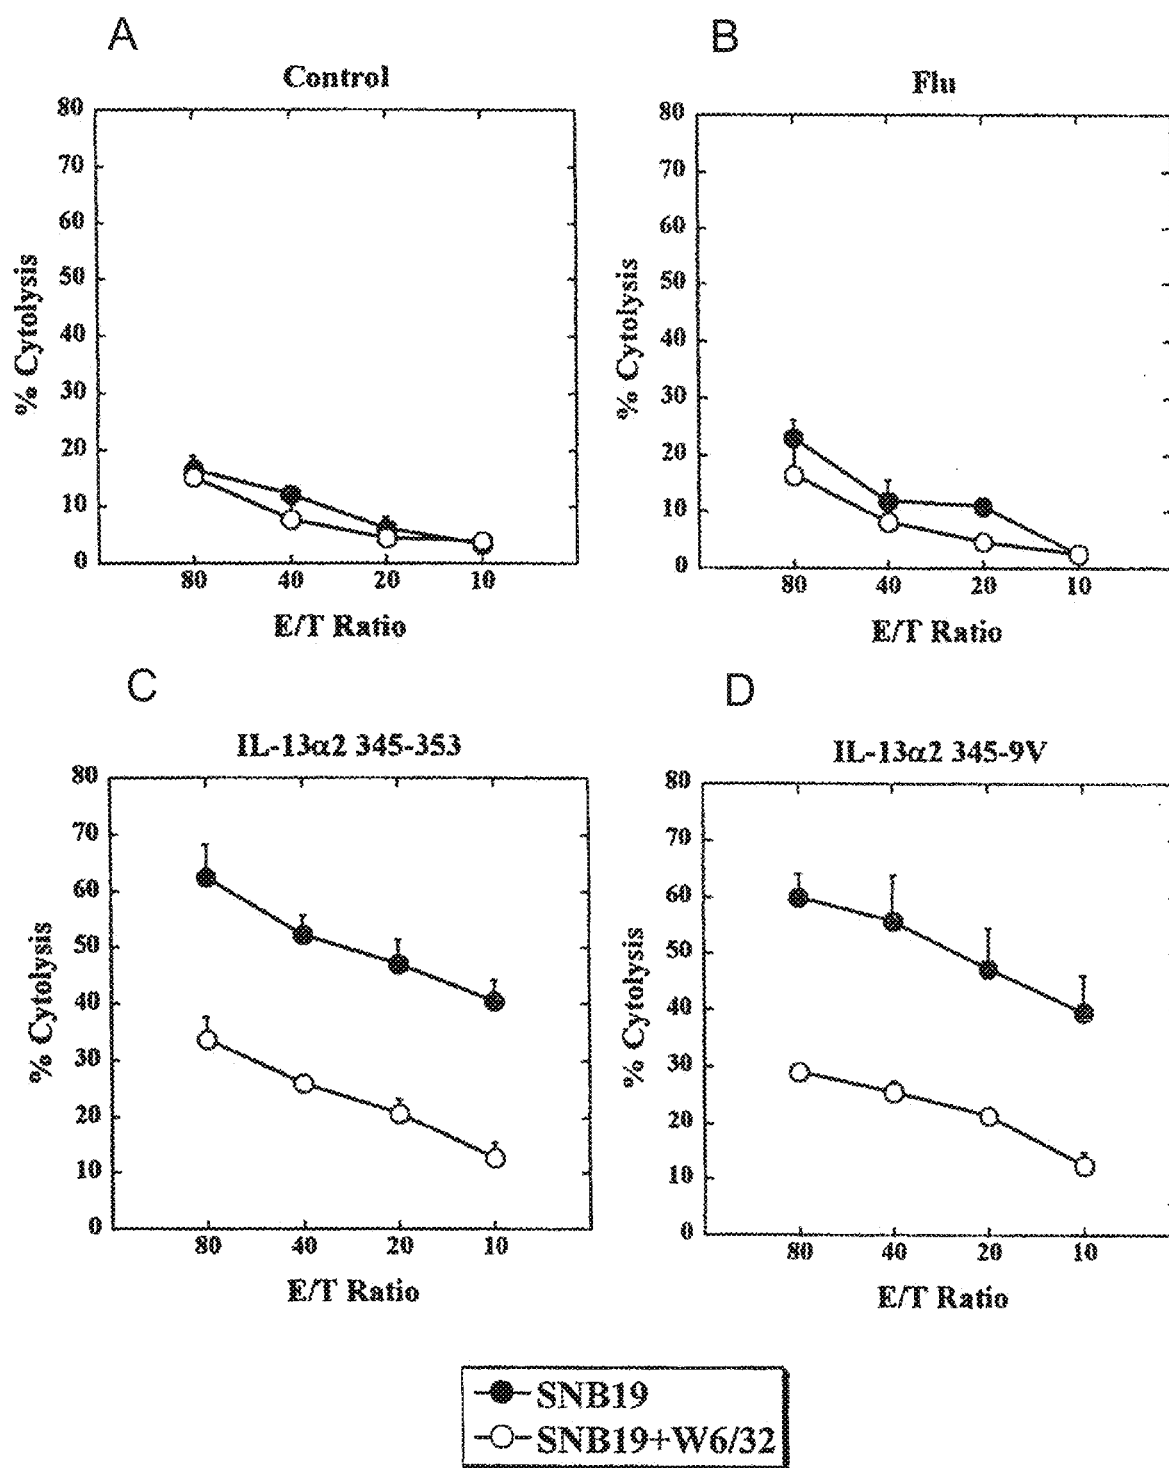 A
Control
80
70
60
50
40
30
20
10
0
% Cytolysis
80 40 20 10
E/T Ratio
B
Flu
80
70
60
50
40
30
20
10
0
% Cytolysis
80 40 20 10
E/T Ratio
C
IL-13α2 345-353
80
70
60
50
40
30
20
10
0
% Cytolysis
80 40 20 10
E/T Ratio
D
IL-13α2 345-9V
80
70
60
50
40
30
20
10
0
% Cytolysis
80 40 20 10
E/T Ratio
SNB19
SNB19+W6/32